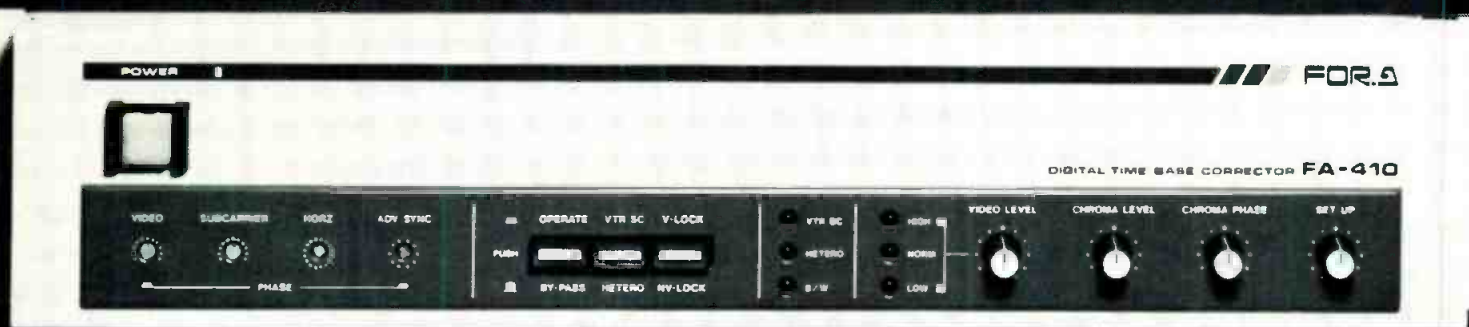 POWER
FOR.A
DIGITAL TIME BASE CORRECTOR FA-410
VIDEO SUBCARRIER HORZ ADV SYNC
PHASE
OPERATE VTR SC V-LOCK
PUSH
BY-PASS HETERO NV-LOCK
VTR SC
HETERO
B/W
HIGH
NORM
LOW
VIDEO LEVEL CHROMA LEVEL CHROMA PHASE SET UP